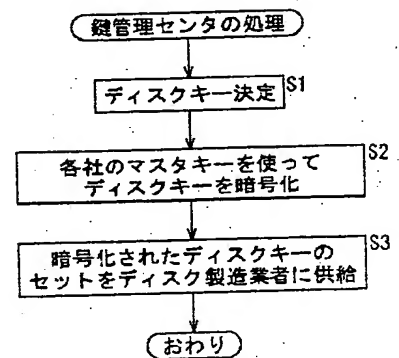 鍵管理センタの処理
ディスクキー決定
S1
各社のマスタキーを使って
ディスクキーを暗号化
S2
暗号化されたディスクキーの
セットをディスク製造業者に供給
S3
おわり